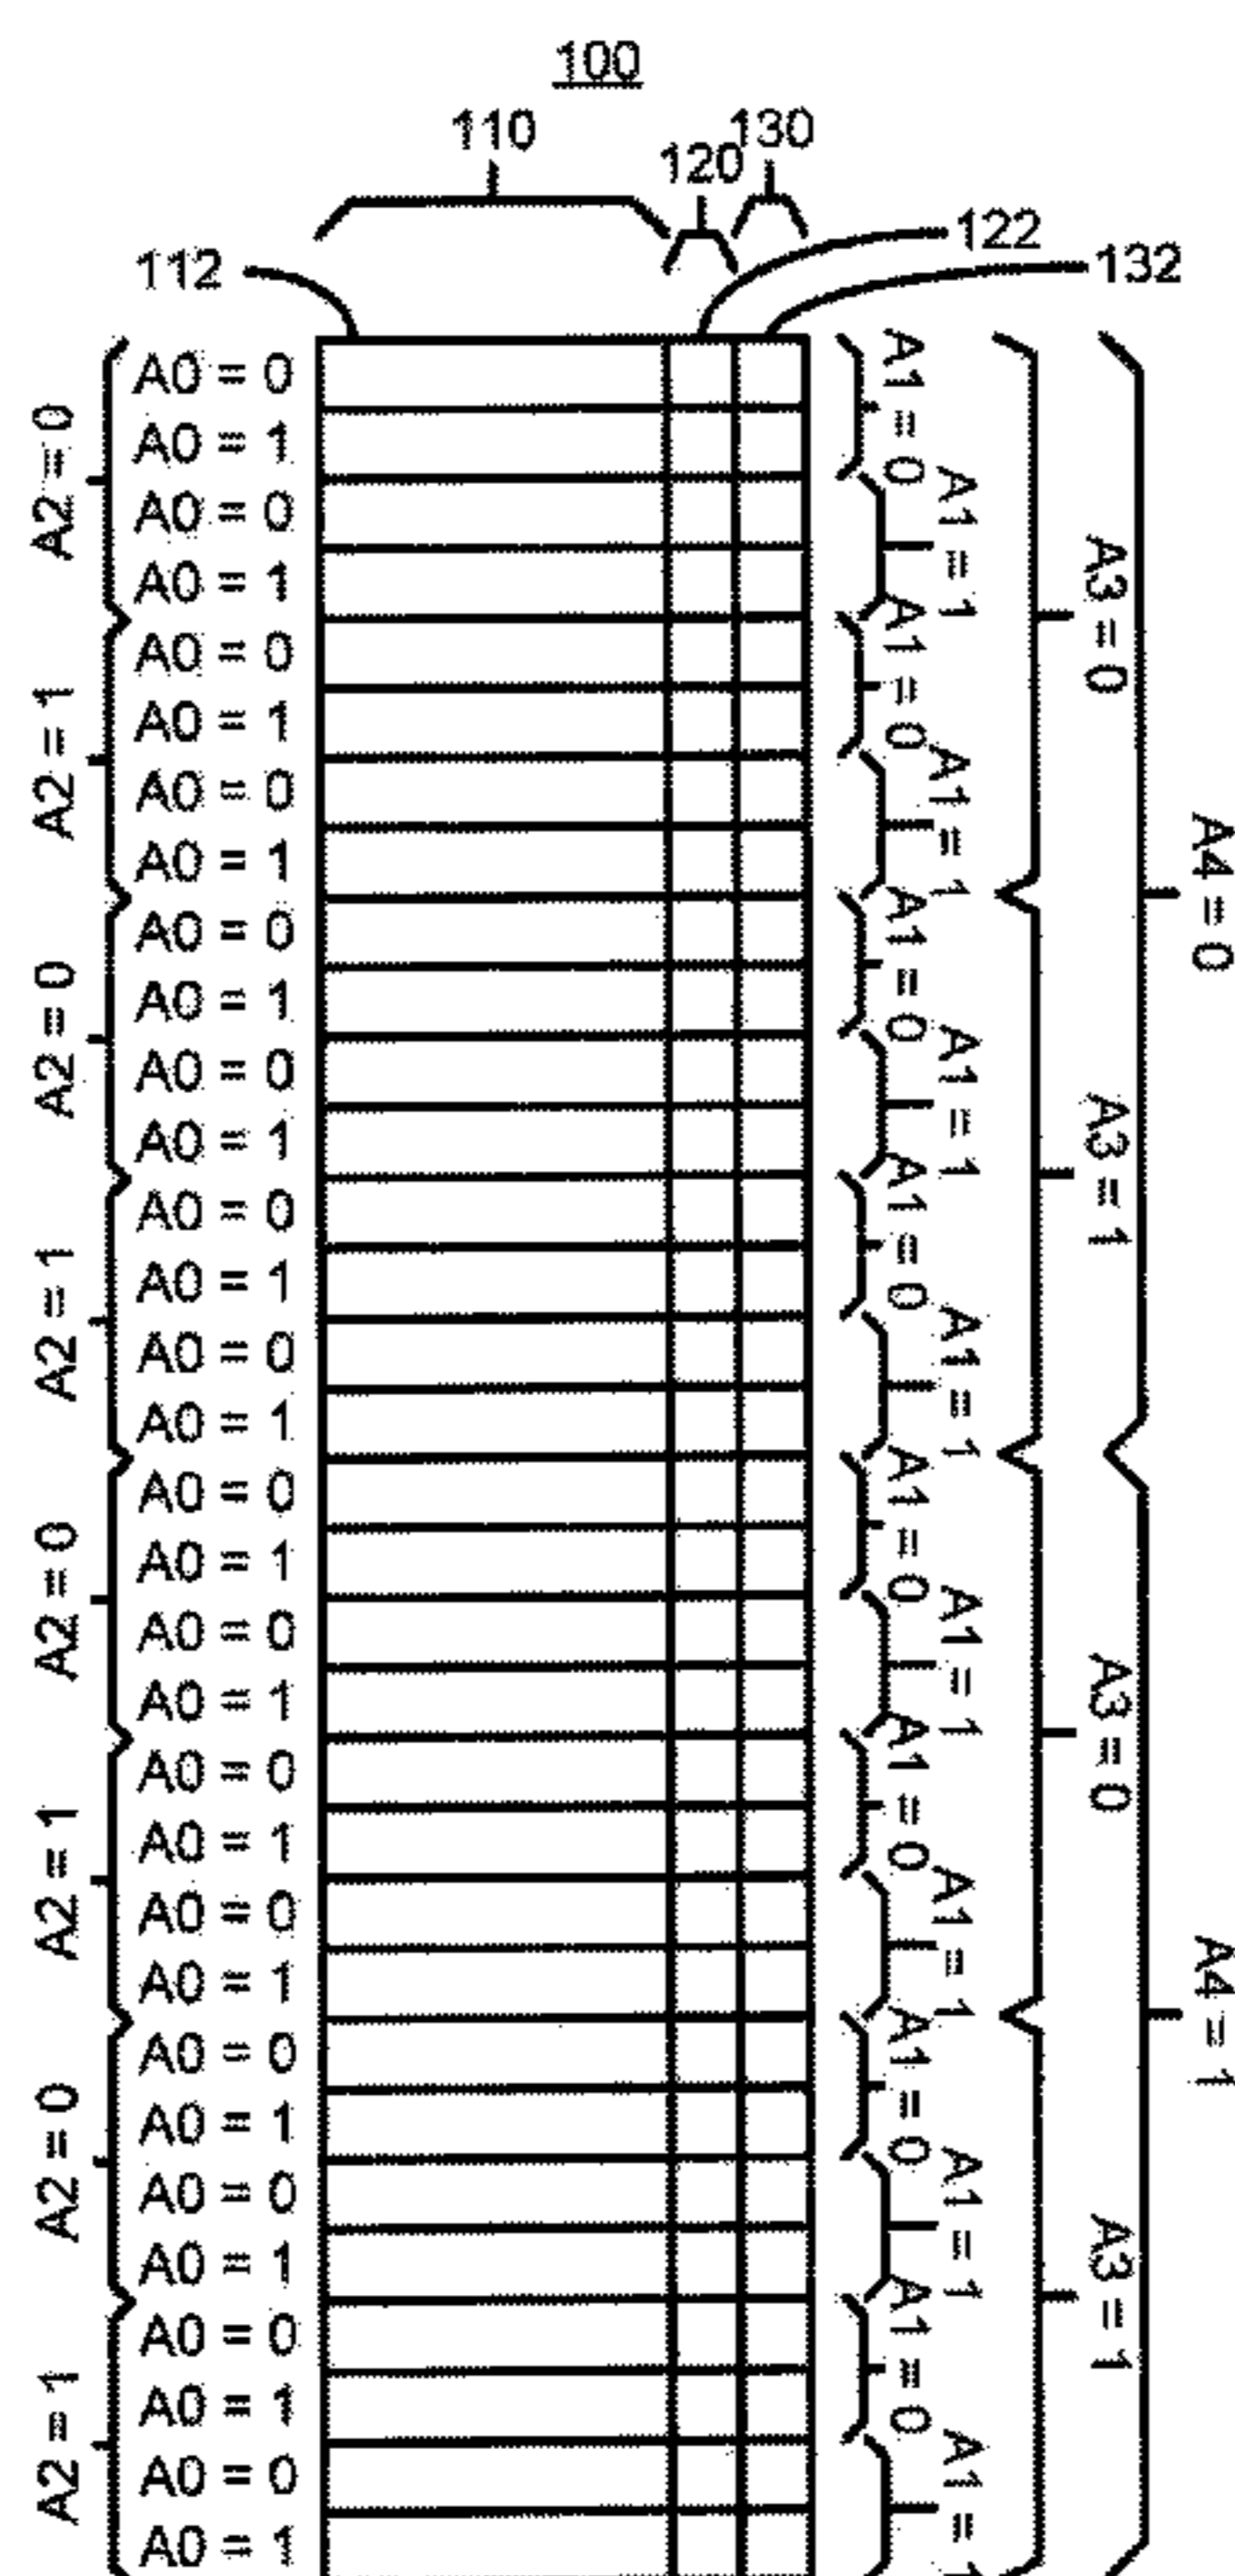 100
110
120
130
122
112
132
A0 = 0
A0 = 1
A0 = 0
A0 = 1
A0 = 0
A0 = 1
A0 = 0
A0 = 1
A0 = 0
A0 = 1
A0 = 0
A0 = 1
A0 = 0
A0 = 1
A0 = 0
A0 = 1
A0 = 0
A0 = 1
A0 = 0
A0 = 1
A0 = 0
A0 = 1
A0 = 0
A0 = 1
A0 = 0
A0 = 1
A0 = 0
A0 = 1
A0 = 0
A0 = 1
A0 = 0
A0 = 1
A2 = 0
A2 = 1
A2 = 0
A2 = 1
A2 = 0
A2 = 1
A2 = 0
A2 = 1
A1 = 0
A1 = 1
A1 = 0
A1 = 1
A1 = 0
A1 = 1
A1 = 0
A1 = 1
A1 = 0
A1 = 1
A1 = 0
A1 = 1
A1 = 0
A1 = 1
A1 = 0
A1 = 1
A3 = 0
A3 = 1
A3 = 0
A3 = 1
A4 = 0
A4 = 1